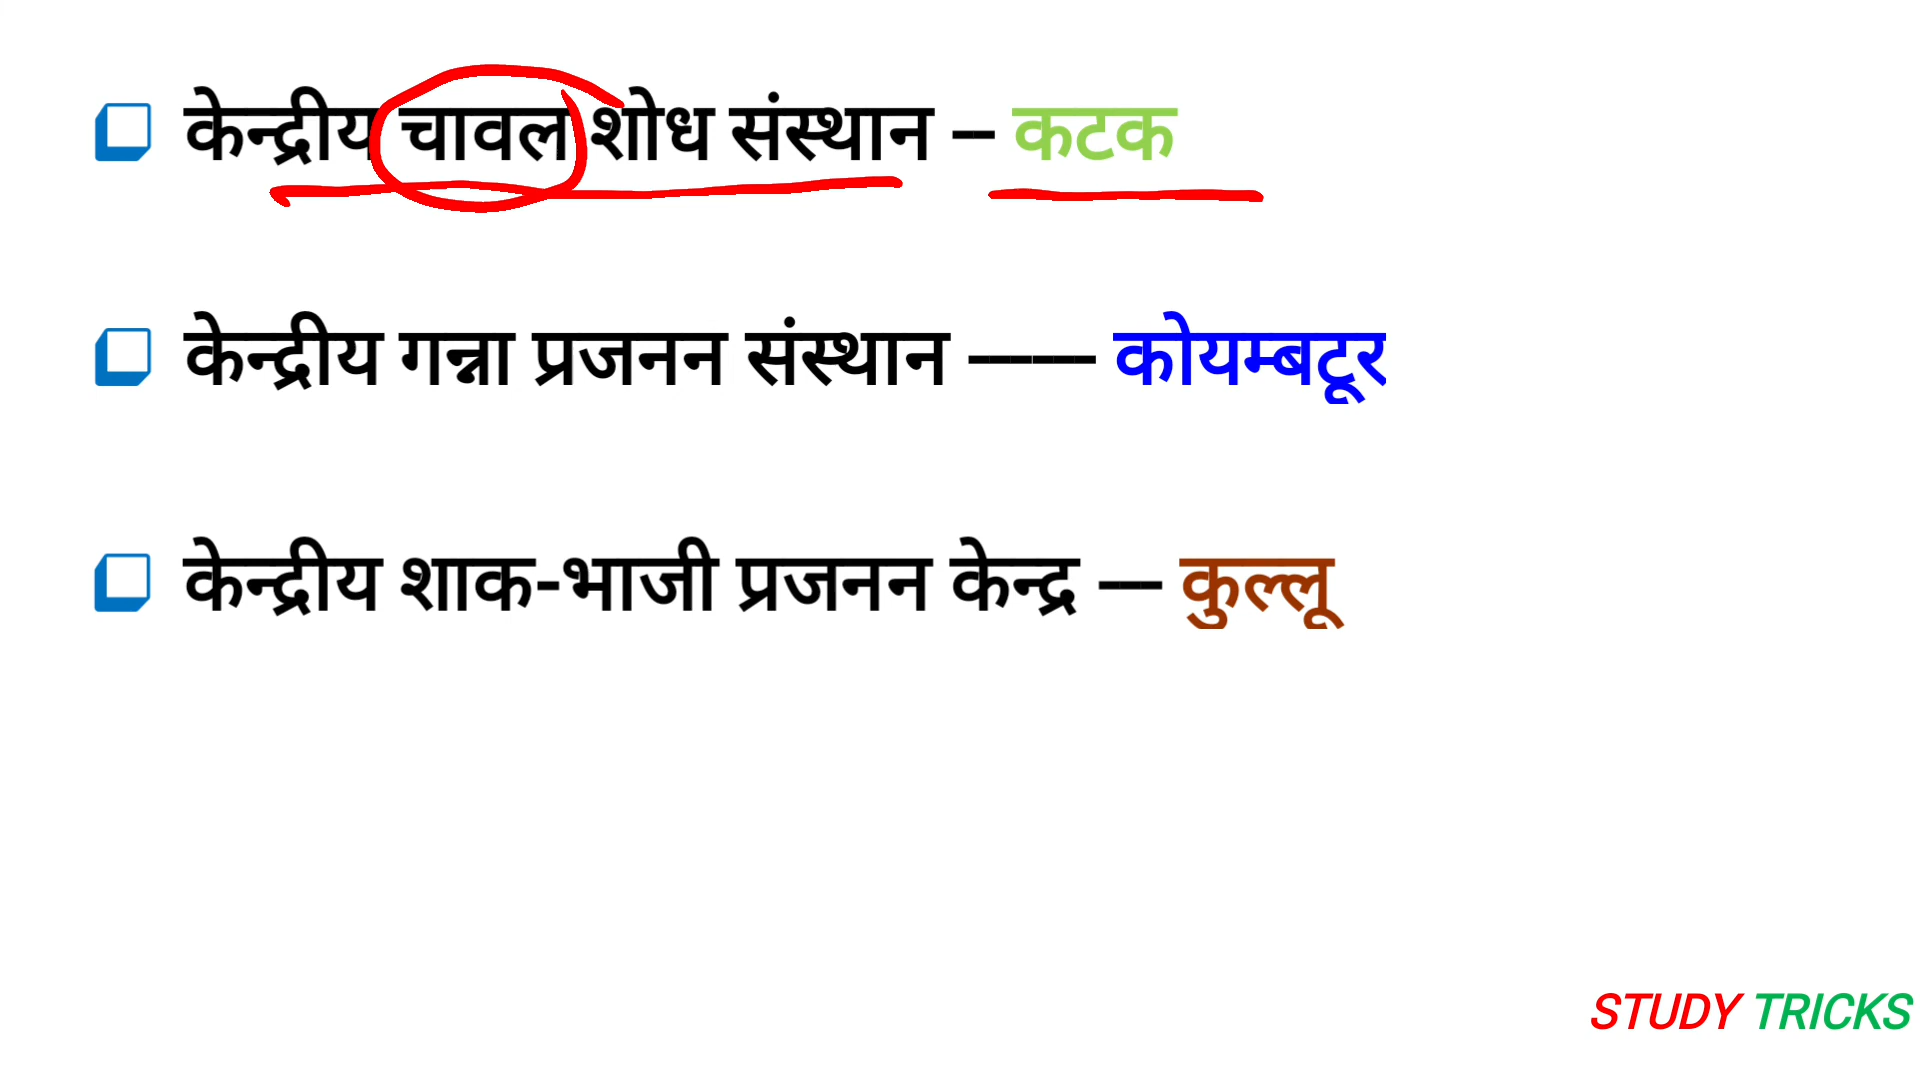 केन्द्रीय चावल शोध संस्थान – कटक
केन्द्रीय गन्ना प्रजनन संस्थान ------ कोयम्बटूर
केन्द्रीय शाक-भाजी प्रजनन केन्द्र --- कुल्लू
STUDY TRICKS